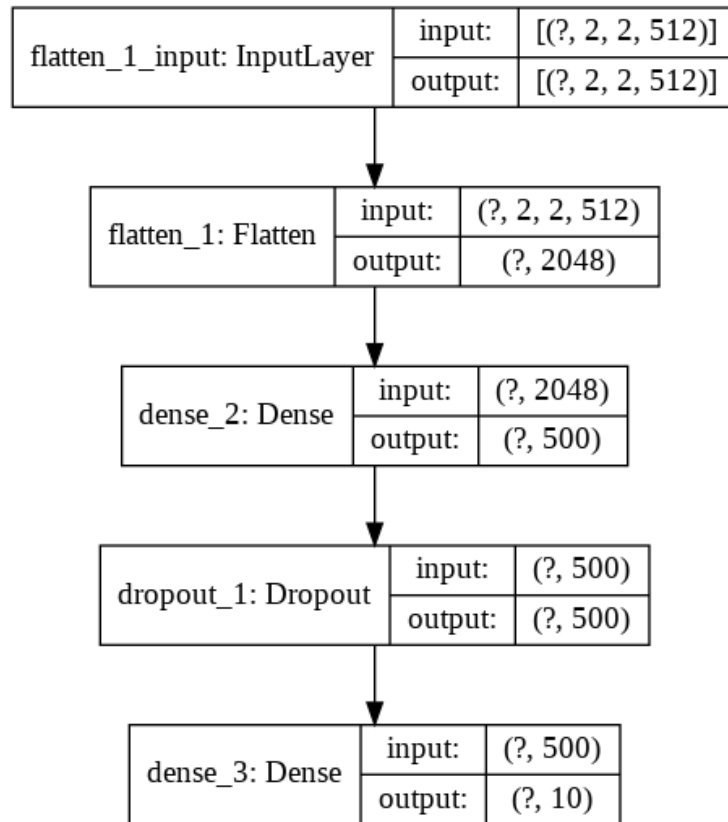 flatten_1_input: InputLayer
input:
[(?, 2, 2, 512)]
output:
[(?, 2, 2, 512)]
flatten_1: Flatten
input:
(?, 2, 2, 512)
output:
(?, 2048)
dense_2: Dense
input:
(?, 2048)
output:
(?, 500)
dropout_1: Dropout
input:
(?, 500)
output:
(?, 500)
dense_3: Dense
input:
(?, 500)
output:
(?, 10)